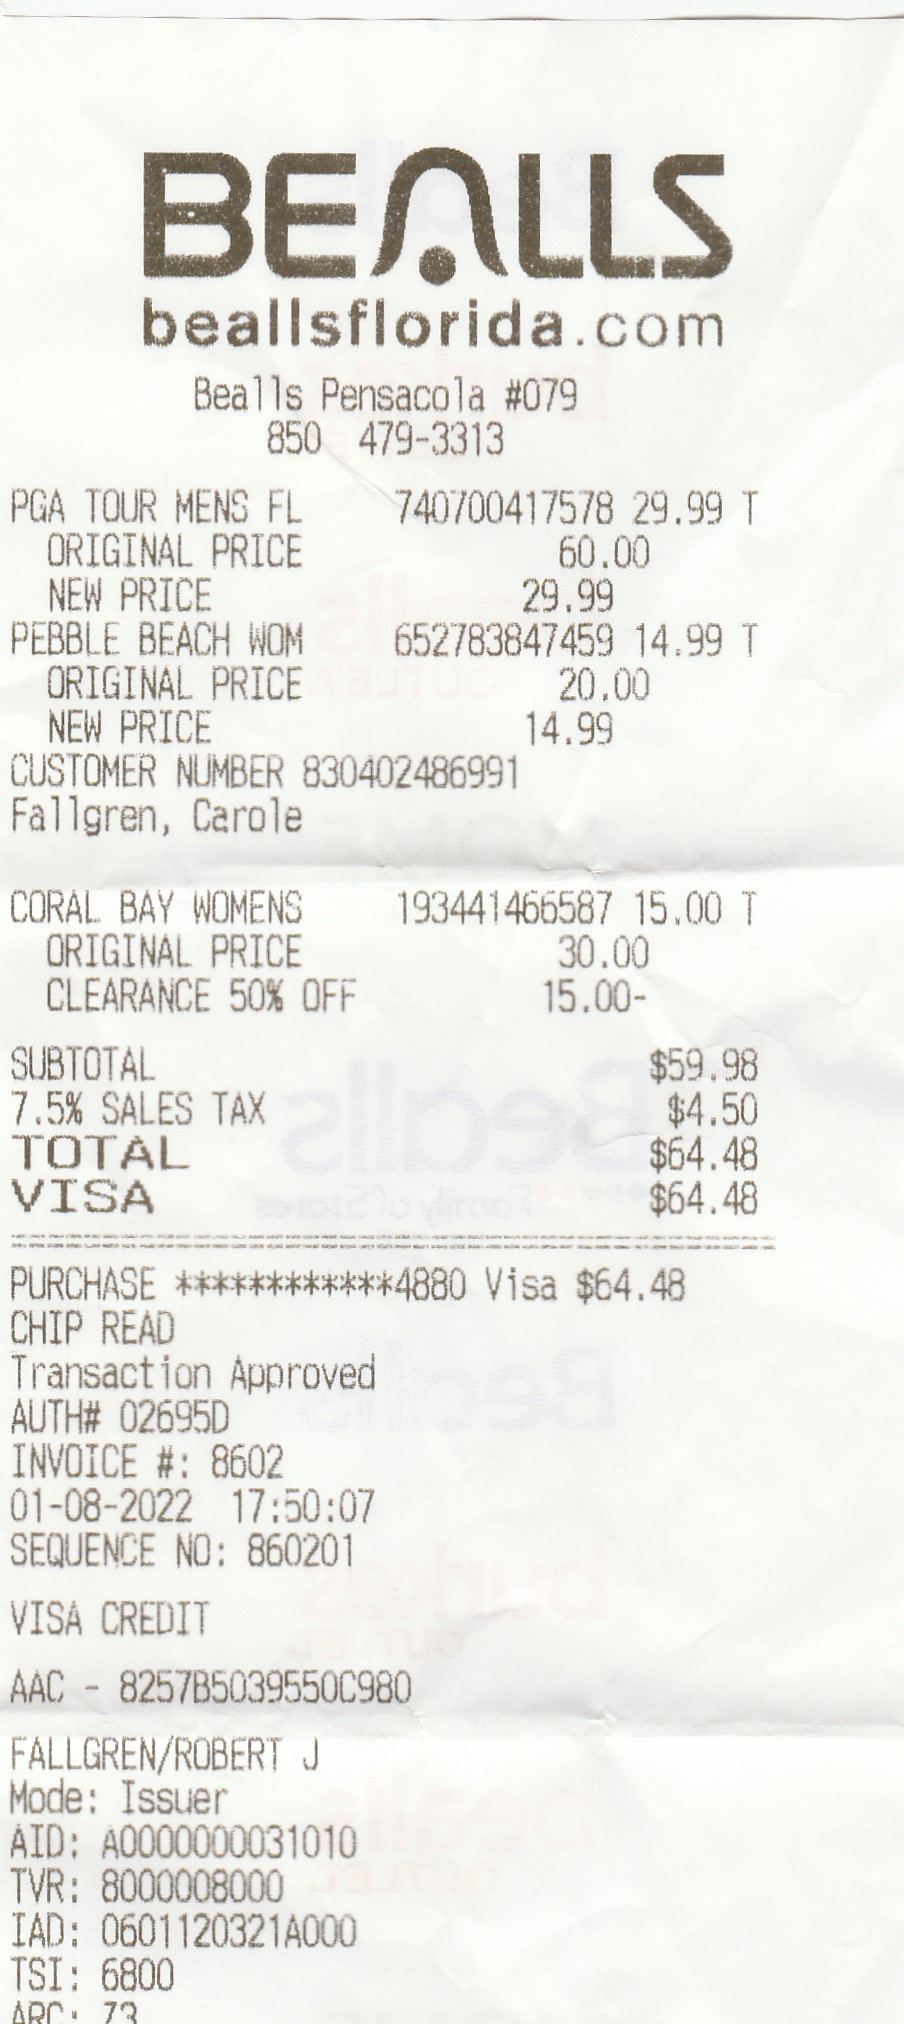 BEALLS
beallsflorida.com
Bealls Pensacola #079
850 479-3313
PGA TOUR MENS FL 740700417578 29.99 T
ORIGINAL PRICE 60.00
NEW PRICE 29.99
PEBBLE BEACH WOM 652783847459 14.99 T
ORIGINAL PRICE 20.00
NEW PRICE 14.99
CUSTOMER NUMBER 830402486991
Fallgren, Carole
CORAL BAY WOMENS 193441466587 15.00 T
ORIGINAL PRICE 30.00
CLEARANCE 50% OFF 15.00-
SUBTOTAL $59.98
7.5% SALES TAX $4.50
TOTAL $64.48
VISA $64.48
PURCHASE ************4880 Visa $64.48
CHIP READ
Transaction Approved
AUTH# 02695D
INVOICE #: 8602
01-08-2022 17:50:07
SEQUENCE NO: 860201
VISA CREDIT
AAC - 8257B5039550C980
FALLGREN/ROBERT J
Mode: Issuer
AID: A0000000031010
TVR: 8000008000
IAD: 0601120321A000
TSI: 6800
ARC: Z3